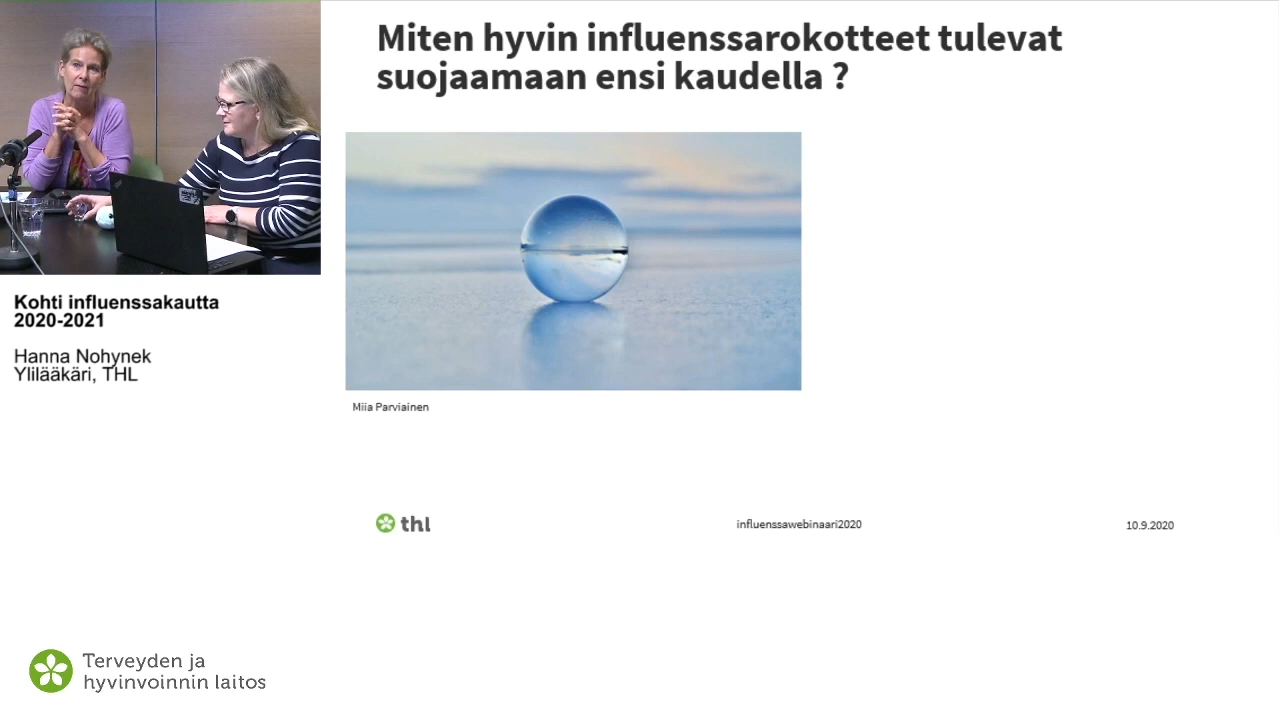 Miten hyvin influenssarokotteet tulevat
suojaamaan ensi kaudella ?
Kohti influenssakautta
2020-2021
Hanna Nohynek
Ylilääkäri, THL
Miia Parviainen
thl
influenssawebinaari2020
10.9.2020
Terveyden ja
hyvinvoinnin laitos